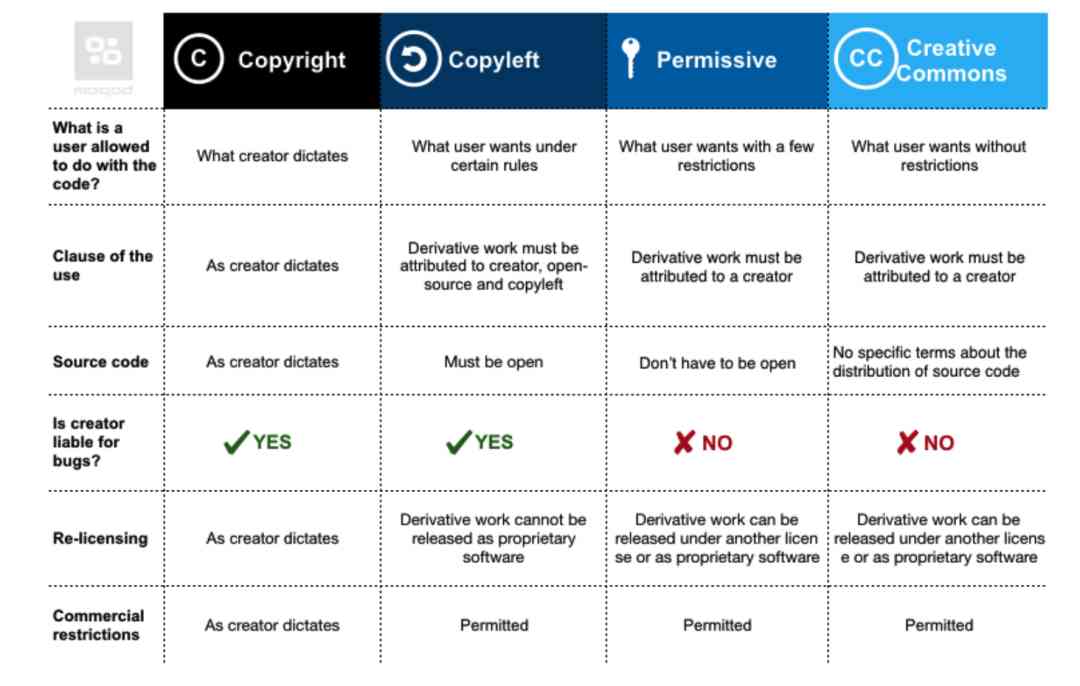 moqod
C Copyright
Copyleft
Permissive
CC Creative
Commons
What is a
user allowed
to do with the
code?
What creator dictates
What user wants under
certain rules
What user wants with a few
restrictions
What user wants without
restrictions
Clause of the
use
As creator dictates
Derivative work must be
attributed to creator, open-
source and copyleft
Derivative work must be
attributed to a creator
Derivative work must be
attributed to a creator
Source code
As creator dictates
Must be open
Don't have to be open
No specific terms about the
distribution of source code
Is creator
liable for
bugs?
YES
YES
NO
NO
Re-licensing
As creator dictates
Derivative work cannot be
released as proprietary
software
Derivative work can be
released under another licen
se or as proprietary software
Derivative work can be
released under another licens
e or as proprietary software
Commercial
restrictions
As creator dictates
Permitted
Permitted
Permitted